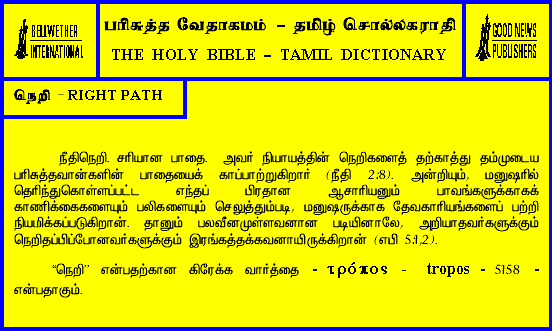 BELLWETHER
INTERNATIONAL
பரிசுத்த வேதாகமம் – தமிழ் சொல்லகராதி
THE HOLY BIBLE – TAMIL DICTIONARY
GOOD NEWS
PUBLISHERS
நெறி - RIGHT PATH
நீதிநெறி. சரியான பாதை. அவர் நியாயத்தின் நெறிகளைத் தற்காத்து தம்முடைய
பரிசுத்தவான்களின் பாதையைக் காப்பாற்றுகிறார் (நீதி 2:8). அன்றியும், மனுஷரில்
தெரிந்துகொள்ளப்பட்ட எந்தப் பிரதான ஆசாரியனும் பாவங்களுக்காகக்
காணிக்கைகளையும் பலிகளையும் செலுத்தும்படி, மனுஷருக்காக தேவகாரியங்களைப் பற்றி
நியமிக்கப்படுகிறான். தானும் பலவீனமுள்ளவனான படியினாலே, அறியாதவர்களுக்கும்
நெறிதப்பிப்போனவர்களுக்கும் இரங்கத்தக்கவனாயிருக்கிறான் (எபி 5:1,2).
“நெறி” என்பதற்கான கிரேக்க வார்த்தை - τρόπος - tropos - 5158 -
என்பதாகும்.